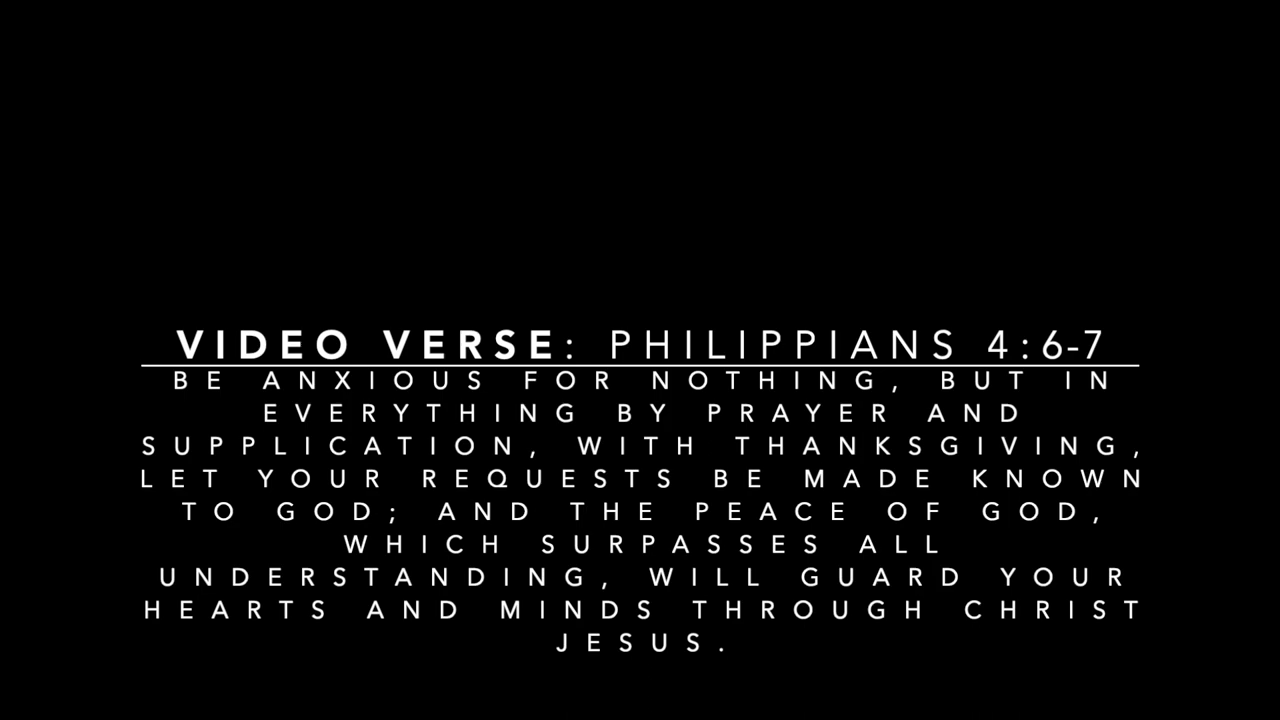 VIDEO VERSE: PHILIPPIANS 4:6-7
BE ANXIOUS FOR NOTHING, BUT IN
EVERYTHING BY PRAYER AND
SUPPLICATION, WITH THANKSGIVING,
LET YOUR REQUESTS BE MADE KNOWN
TO GOD; AND THE PEACE OF GOD,
WHICH SURPASSES ALL
UNDERSTANDING, WILL GUARD YOUR
HEARTS AND MINDS THROUGH CHRIST
JESUS.